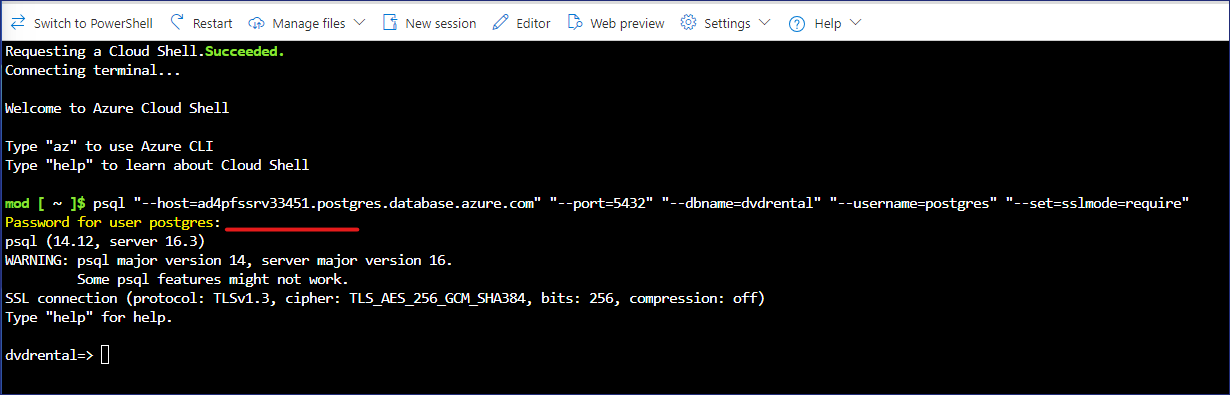 Switch to PowerShell Restart Manage files New session Editor Web preview Settings Help
Requesting a Cloud Shell.Succeeded.
Connecting terminal...
Welcome to Azure Cloud Shell
Type "az" to use Azure CLI
Type "help" to learn about Cloud Shell
mod [ ~ ]$ psql "--host=ad4pfssrv33451.postgres.database.azure.com" "--port=5432" "--dbname=dvdrental" "--username=postgres" "--set=sslmode=require"
Password for user postgres:
psql (14.12, server 16.3)
WARNING: psql major version 14, server major version 16.
Some psql features might not work.
SSL connection (protocol: TLSv1.3, cipher: TLS_AES_256_GCM_SHA384, bits: 256, compression: off)
Type "help" for help.
dvdrental=>